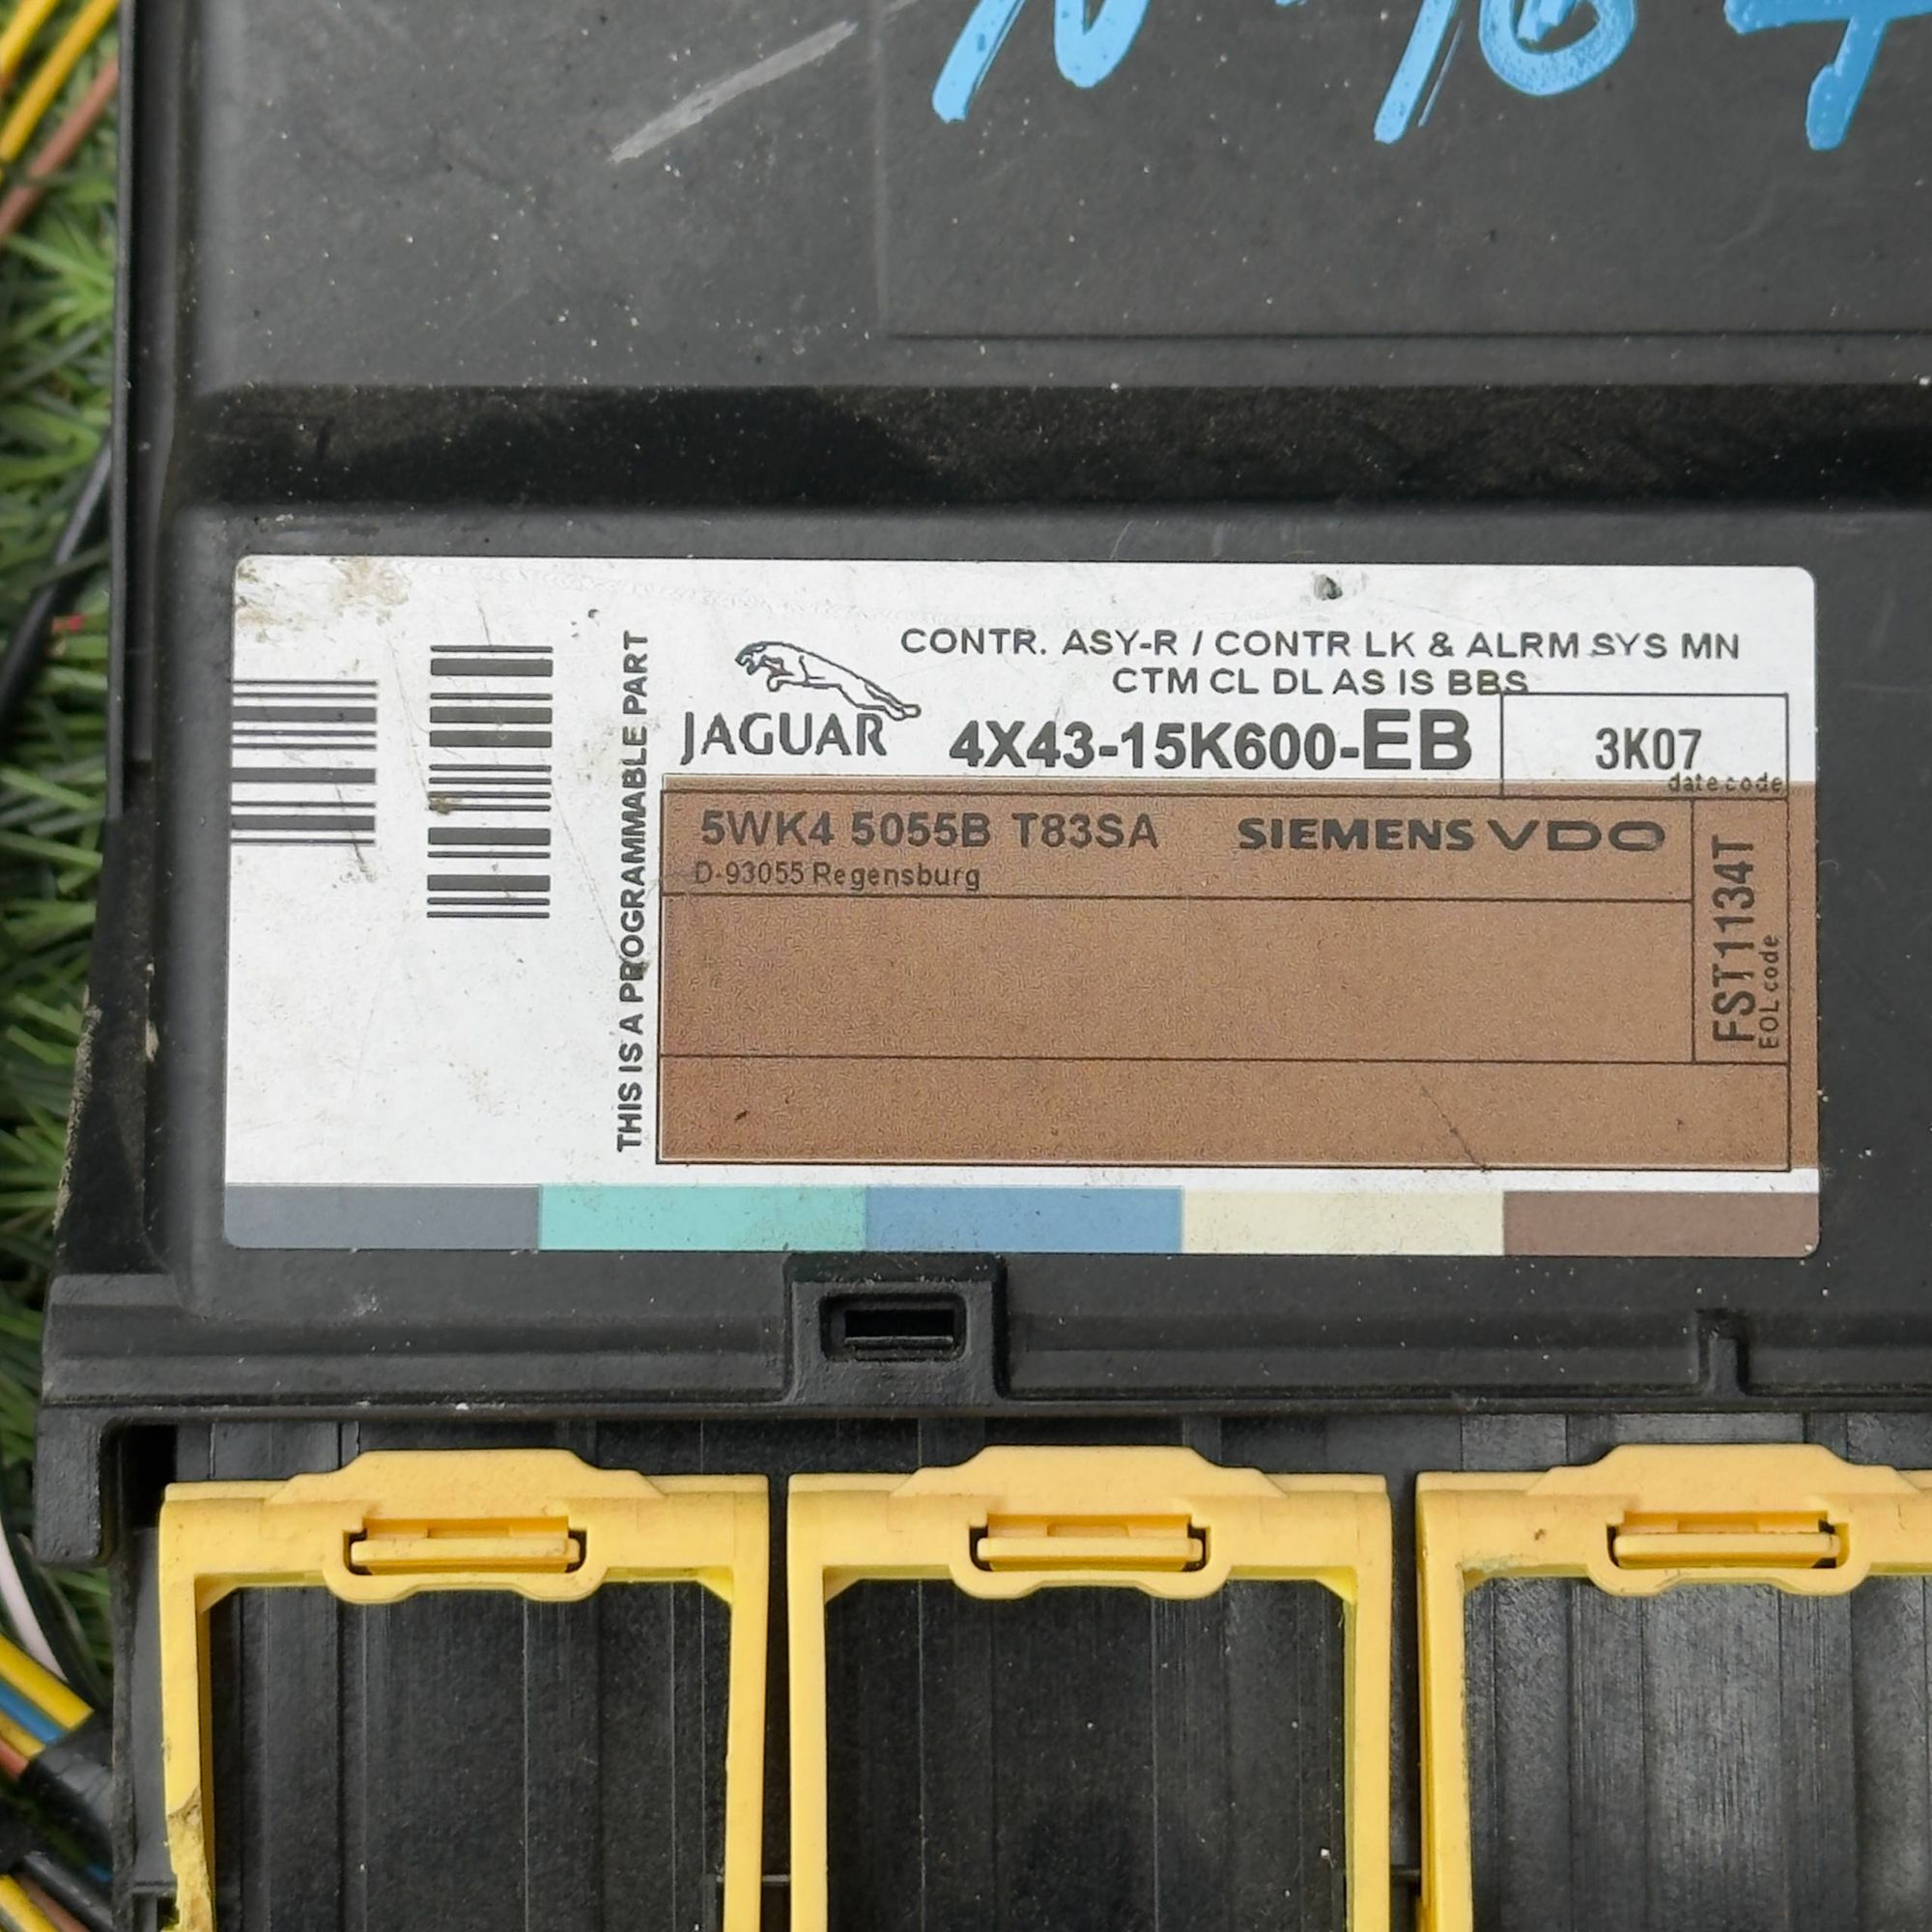 THIS IS A PROGRAMMABLE PART
CONTR. ASY-R / CONTR LK & ALRM SYS MN
CTM CL DL AS IS BBS
JAGUAR
4X43-15K600-EB
3K07
date code
5WK4 5055B T83SA
SIEMENS VDO
D-93055 Regensburg
FST1134T
EOL code